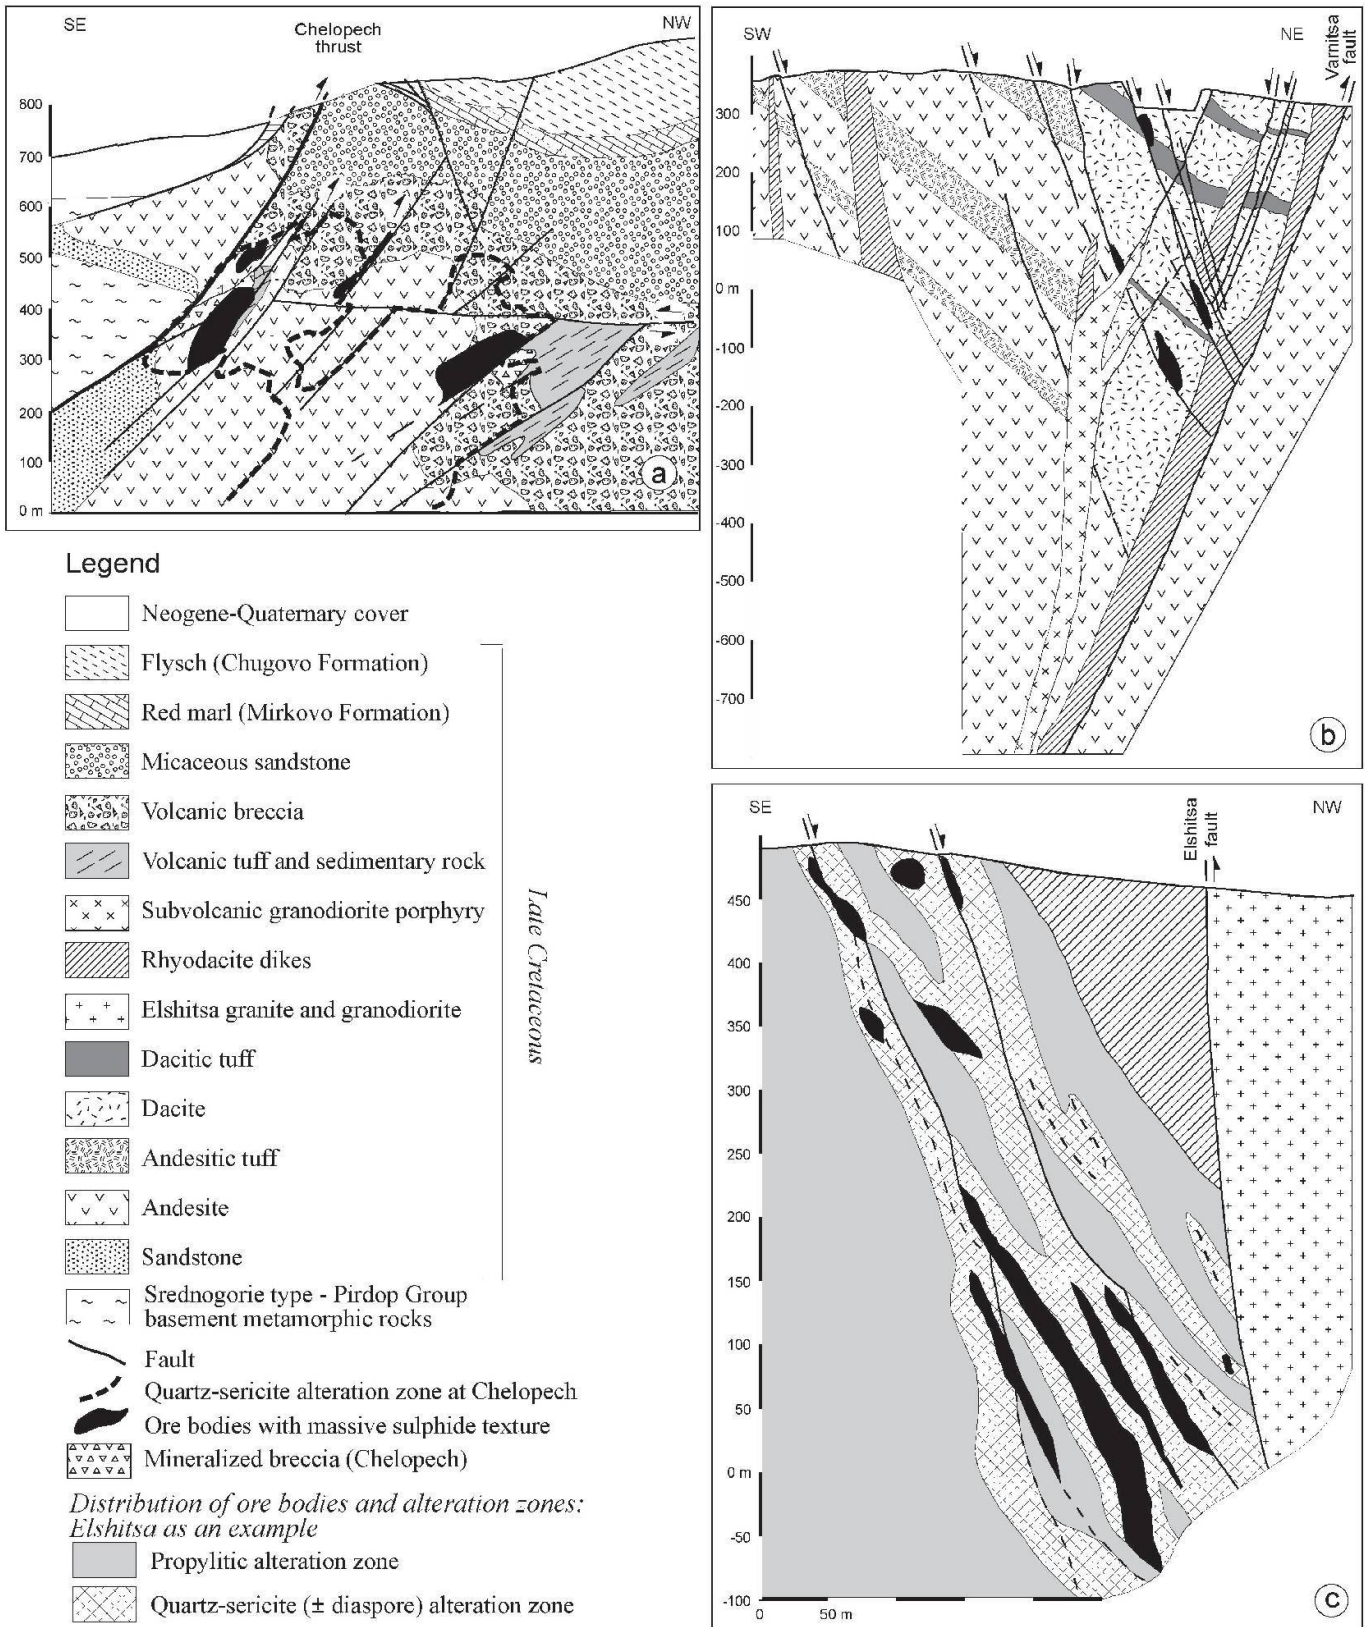 SE
NW
Chelopech
thrust
800
700
600
500
400
300
200
100
0 m
a
SW
NE
Varnitsa
fault
300
200
100
0 m
-100
-200
-300
-400
-500
-600
-700
b
Legend
Neogene-Quaternary cover
Flysch (Chugovo Formation)
Red marl (Mirkovo Formation)
Micaceous sandstone
Volcanic breccia
Volcanic tuff and sedimentary rock
Subvolcanic granodiorite porphyry
Rhyodacite dikes
Elshitsa granite and granodiorite
Dacitic tuff
Dacite
Andesitic tuff
Andesite
Sandstone
Late Cretaceous
Srednogorie type - Pirdop Group
basement metamorphic rocks
Fault
Quartz-sericite alteration zone at Chelopech
Ore bodies with massive sulphide texture
Mineralized breccia (Chelopech)
Distribution of ore bodies and alteration zones:
Elshitsa as an example
Propylitic alteration zone
Quartz-sericite (± diaspore) alteration zone
SE
NW
Elshitsa
fault
450
400
350
300
250
200
150
100
50
0 m
-50
-100
0
50 m
c